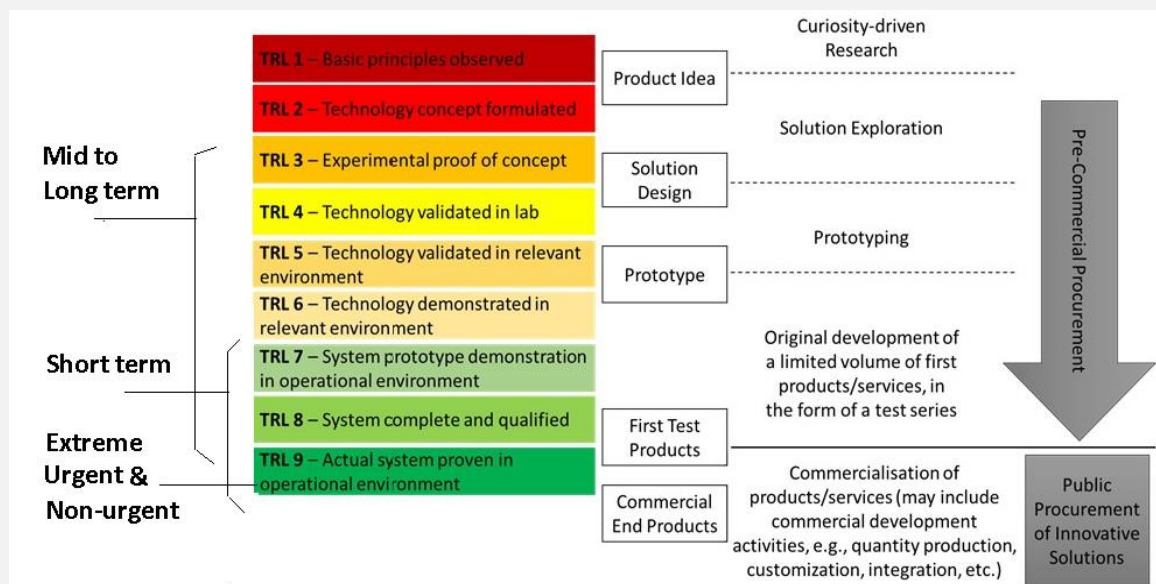 Mid to
Long term
Short term
Extreme
Urgent &
Non-urgent
TRL 1 – Basic principles observed
TRL 2 – Technology concept formulated
TRL 3 – Experimental proof of concept
TRL 4 – Technology validated in lab
TRL 5 – Technology validated in relevant
environment
TRL 6 – Technology demonstrated in
relevant environment
TRL 7 – System prototype demonstration
in operational environment
TRL 8 – System complete and qualified
TRL 9 – Actual system proven in
operational environment
Product Idea
Solution
Design
Prototype
First Test
Products
Commercial
End Products
Curiosity-driven
Research
Solution Exploration
Prototyping
Original development of
a limited volume of first
products/services, in
the form of a test series
Commercialisation of
products/services (may include
commercial development
activities, e.g., quantity production,
customization, integration, etc.)
Pre-Commercial Procurement
Public
Procurement
of Innovative
Solutions